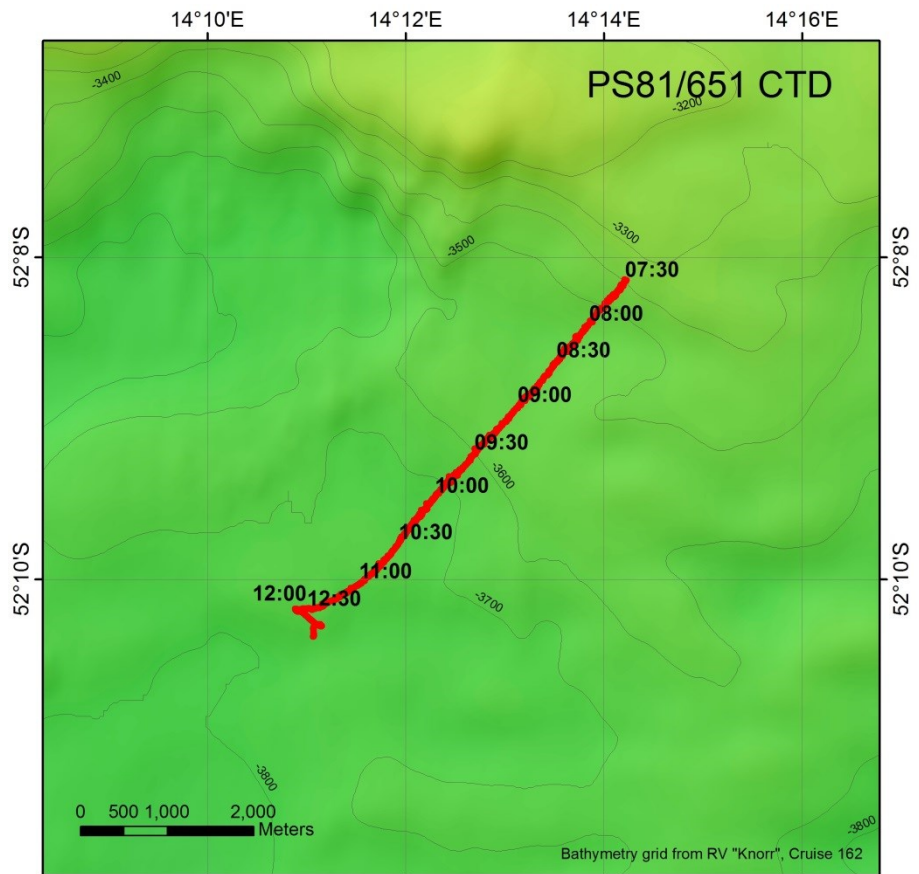 14°10'E 14°12'E 14°14'E 14°16'E
PS81/651 CTD
-3400
-3200
-3300
-3500
52°8'S 52°8'S
07:30
08:00
08:30
09:00
09:30
-3600
10:00
10:30
11:00
52°10'S 52°10'S
12:00 12:30
-3700
-3800
-3800
0 500 1,000 2,000
Meters
Bathymetry grid from RV "Knorr", Cruise 162